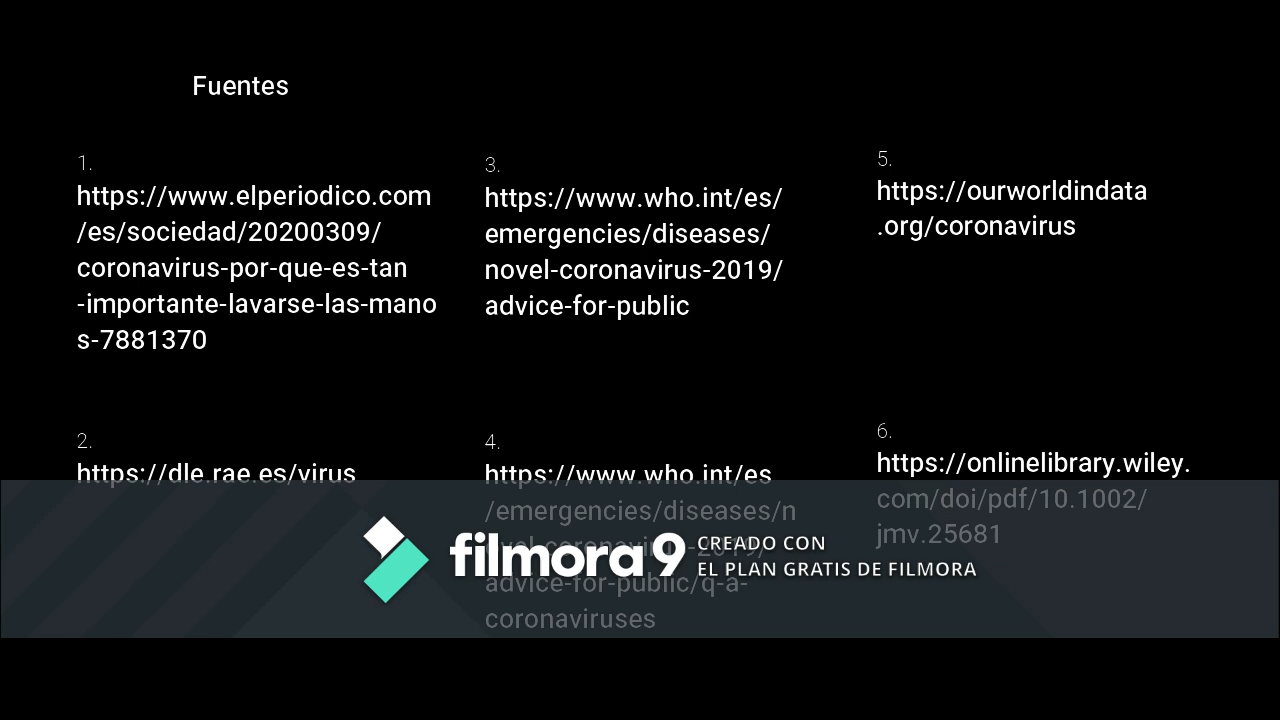 Fuentes
1.
https://www.elperiodico.com
/es/sociedad/20200309/
coronavirus-por-que-es-tan
-importante-lavarse-las-mano
s-7881370
2.
https://dle.rae.es/virus
3.
https://www.who.int/es/
emergencies/diseases/
novel-coronavirus-2019/
advice-for-public
4.
https://www.who.int/es
/emergencies/diseases/n
ovel-coronavirus-2019/
advice-for-public/q-a-
coronaviruses
5.
https://ourworldindata
.org/coronavirus
6.
https://onlinelibrary.wiley.
com/doi/pdf/10.1002/
jmv.25681
filmora9
CREADO CON
EL PLAN GRATIS DE FILMORA